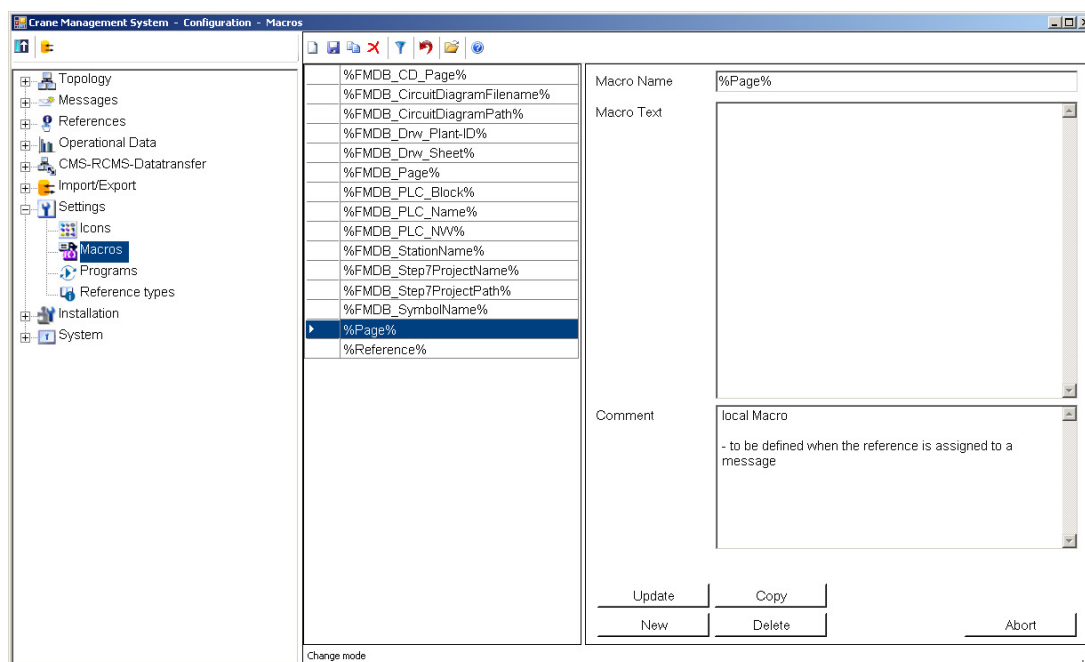 Crane Management System - Configuration - Macros
Topology
Messages
References
Operational Data
CMS-RCMS-Datatransfer
Import/Export
Settings
Icons
Macros
Programs
Reference types
Installation
System
%FMDB_CD_Page%
%FMDB_CircuitDiagramFilename%
%FMDB_CircuitDiagramPath%
%FMDB_Drw_Plant-ID%
%FMDB_Drw_Sheet%
%FMDB_Page%
%FMDB_PLC_Block%
%FMDB_PLC_Name%
%FMDB_PLC_NW%
%FMDB_StationName%
%FMDB_Step7ProjectName%
%FMDB_Step7ProjectPath%
%FMDB_SymbolName%
%Page%
%Reference%
Macro Name %Page%
Macro Text
Comment local Macro
- to be defined when the reference is assigned to a
message
Update Copy
New Delete Abort
Change mode